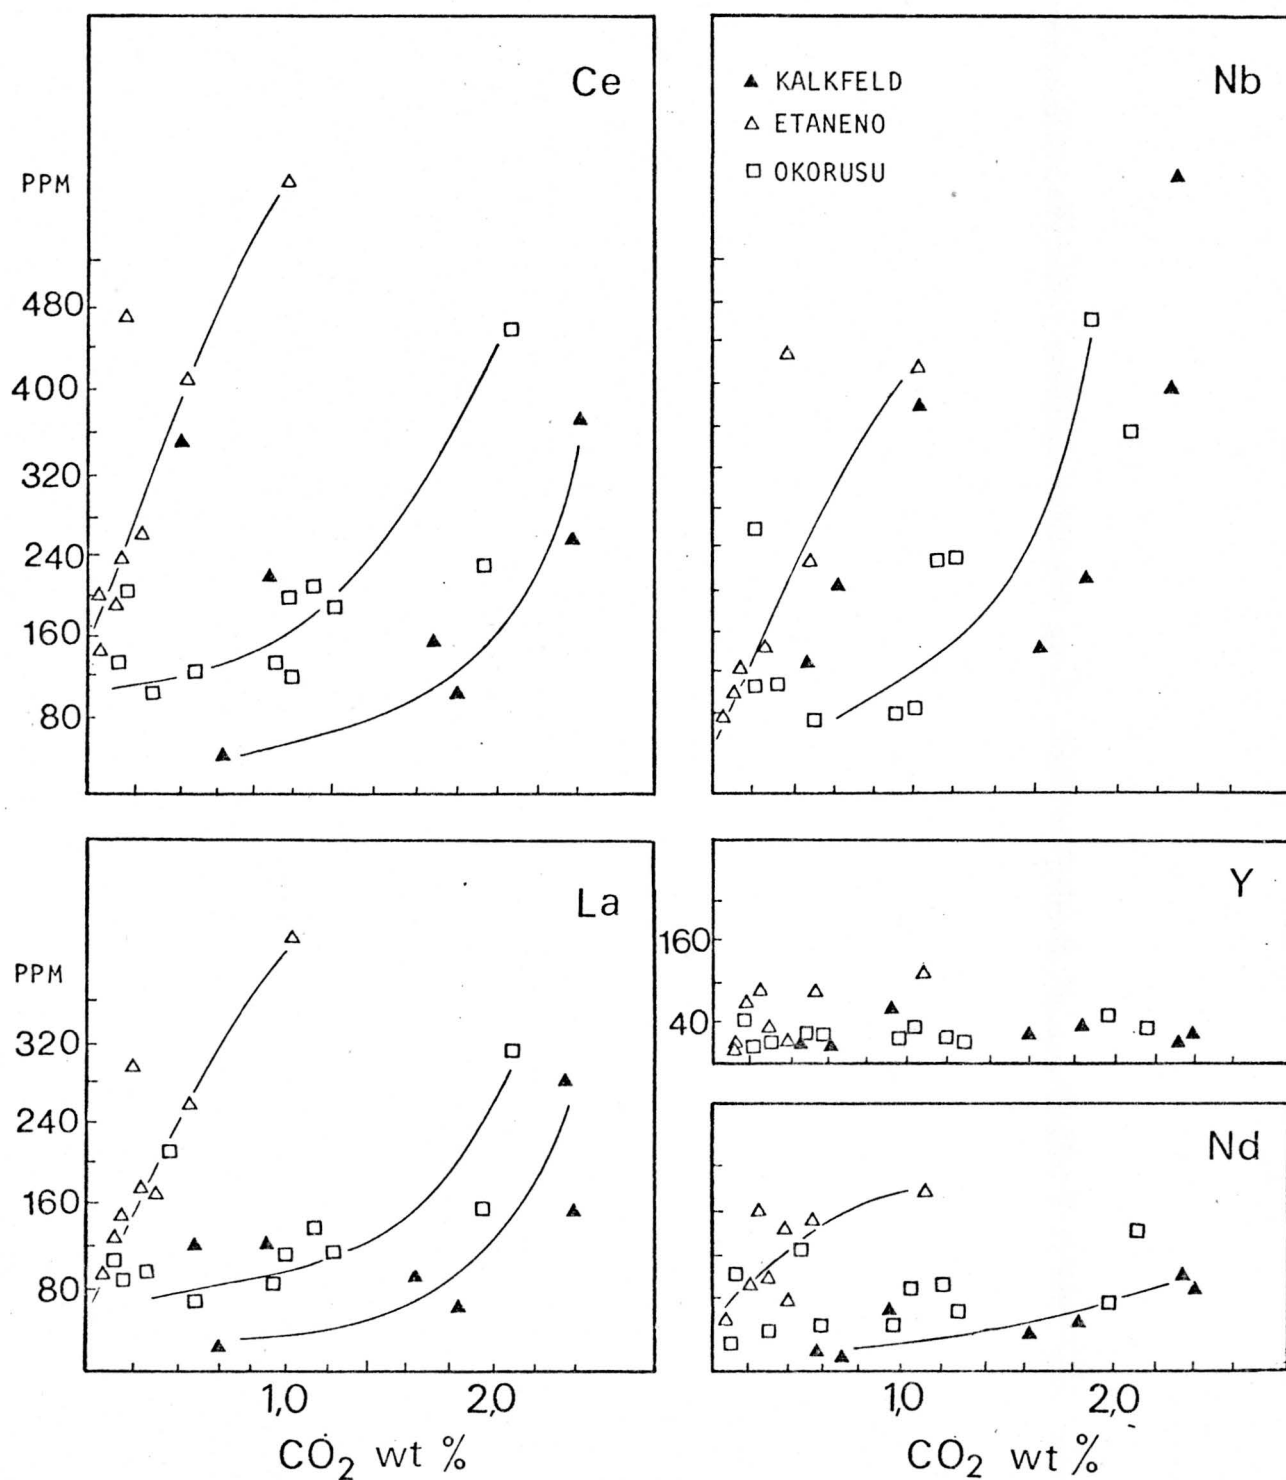 Ce
PPM
480
400
320
240
160
80
Nb
KALKFELD
ETANENO
OKORUSU
La
PPM
320
240
160
80
1,0 2,0
CO₂ wt %
Y
160
40
Nd
1,0 2,0
CO₂ wt %